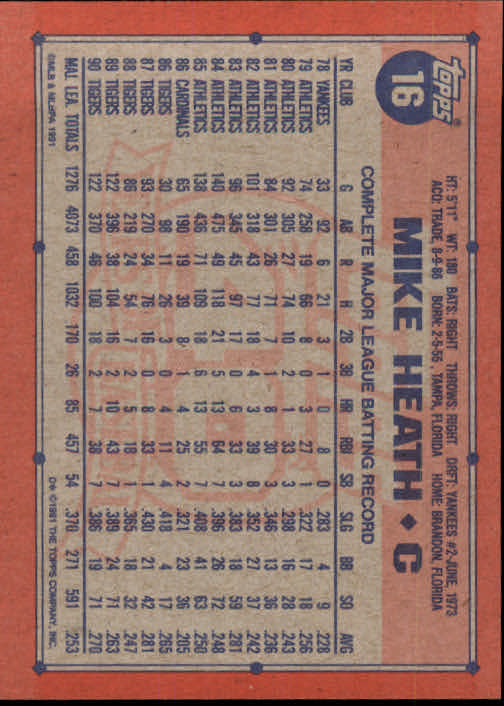 topps®
16
HT: 5'11" WT: 180 BATS: RIGHT THROWS: RIGHT DRFT: YANKEES #2-JUNE, 1973
ACQ: TRADE, 8-9-86 BORN: 2-5-55, TAMPA, FLORIDA HOME: BRANDON, FLORIDA
MIKE HEATH ◆ C
COMPLETE MAJOR LEAGUE BATTING RECORD
YR CLUB G AB R H 2B 3B HR RBI SB SLG BB SO AVG
78 YANKEES 33 92 6 21 3 1 0 8 0 .283 4 9 .228
79 ATHLETICS 74 258 19 66 8 0 3 27 1 .322 17 18 .256
80 ATHLETICS 92 305 27 74 10 2 1 33 3 .298 16 28 .243
81 ATHLETICS 84 301 26 71 7 1 8 30 3 .346 13 36 .236
82 ATHLETICS 101 318 43 77 18 4 3 39 8 .352 27 37 .242
83 ATHLETICS 96 345 45 97 17 0 6 33 3 .383 18 59 .281
84 ATHLETICS 140 475 49 118 21 5 13 64 7 .396 26 72 .248
85 ATHLETICS 138 436 71 109 18 6 13 55 7 .408 41 63 .250
86 CARDINALS 65 190 19 39 8 1 4 25 2 .321 23 36 .205
86 TIGERS 30 98 11 26 3 0 4 11 4 .418 4 17 .265
87 TIGERS 93 270 34 76 16 0 8 33 1 .430 21 42 .281
88 TIGERS 86 219 24 54 7 2 5 18 1 .365 18 32 .247
89 TIGERS 122 396 38 104 16 2 10 43 7 .389 24 71 .263
90 TIGERS 122 370 46 100 18 2 7 38 7 .386 19 71 .270
MAJ. LEA. TOTALS 1276 4073 458 1032 170 26 85 457 54 .370 271 591 .253
©MLB & MLBPA 1991
D* ©1991 THE TOPPS COMPANY, INC.